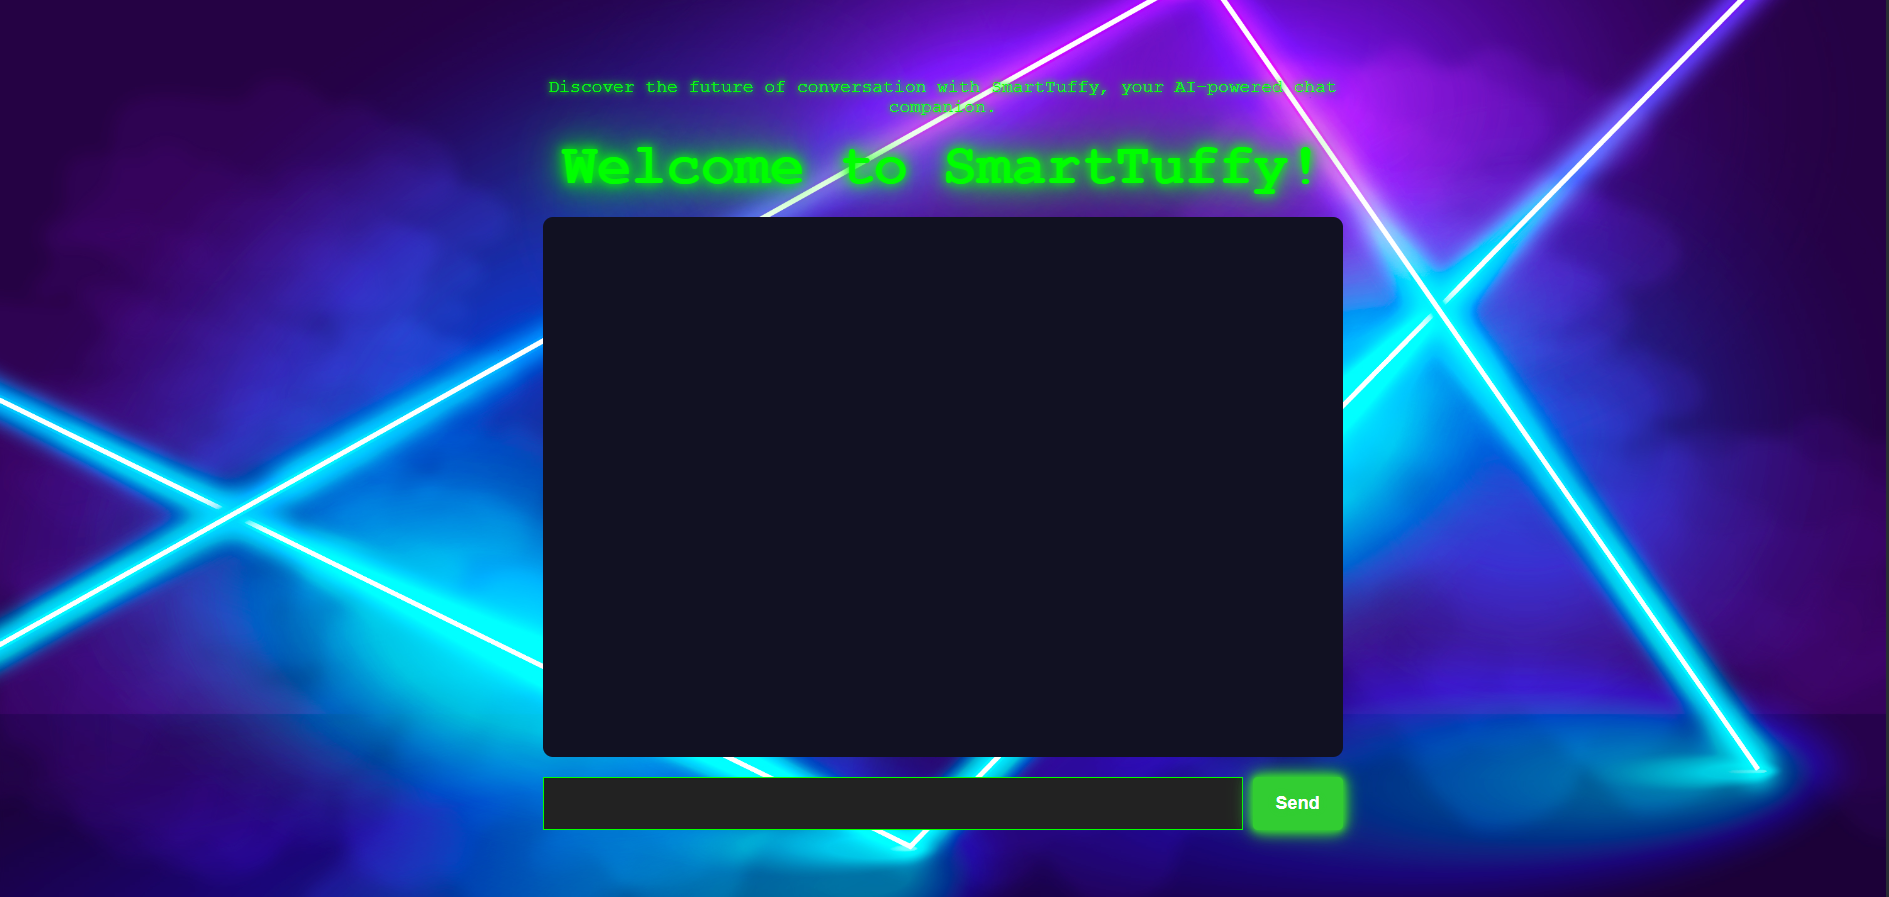 Discover the future of conversation with SmartTuffy, your AI-powered chat
companion.
Welcome to SmartTuffy!
Send